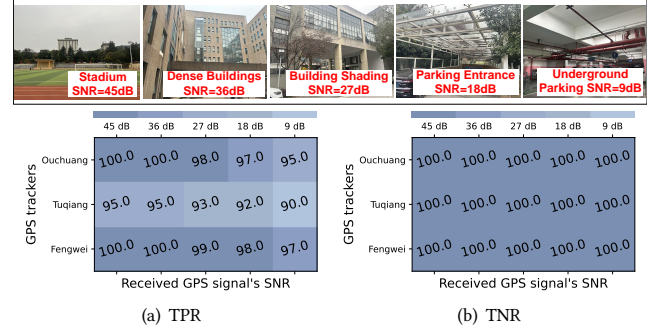 Stadium
SNR=45dB
Dense Buildings
SNR=36dB
Building Shading
SNR=27dB
Parking Entrance
SNR=18dB
Underground
Parking SNR=9dB
45 dB 36 dB 27 dB 18 dB 9 dB
Ouchuang 100.0 100.0 98.0 97.0 95.0
Tuqiang 95.0 95.0 93.0 92.0 90.0
Fengwei 100.0 100.0 99.0 98.0 97.0
GPS trackers
Received GPS signal's SNR
(a) TPR
45 dB 36 dB 27 dB 18 dB 9 dB
Ouchuang 100.0 100.0 100.0 100.0 100.0
Tuqiang 100.0 100.0 100.0 100.0 100.0
Fengwei 100.0 100.0 100.0 100.0 100.0
GPS trackers
Received GPS signal's SNR
(b) TNR